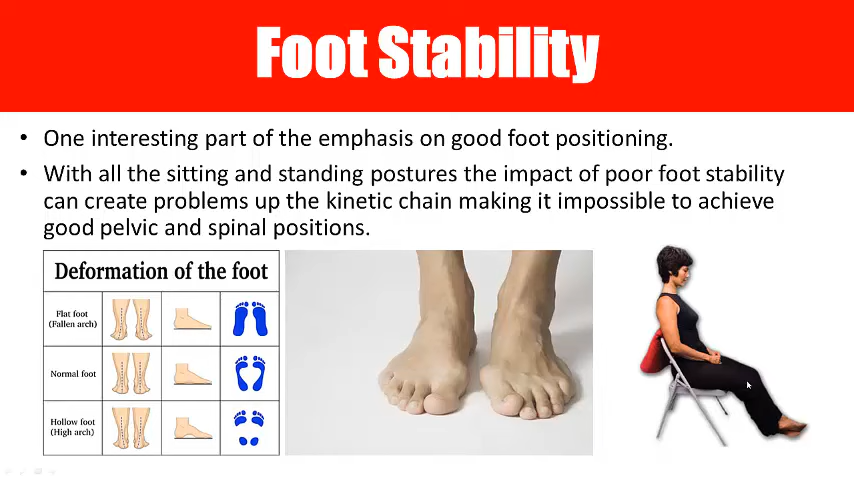 Foot Stability
• One interesting part of the emphasis on good foot positioning.
• With all the sitting and standing postures the impact of poor foot stability
can create problems up the kinetic chain making it impossible to achieve
good pelvic and spinal positions.
Deformation of the foot
Flat foot
(Fallen arch)
Normal foot
Hollow foot
(High arch)